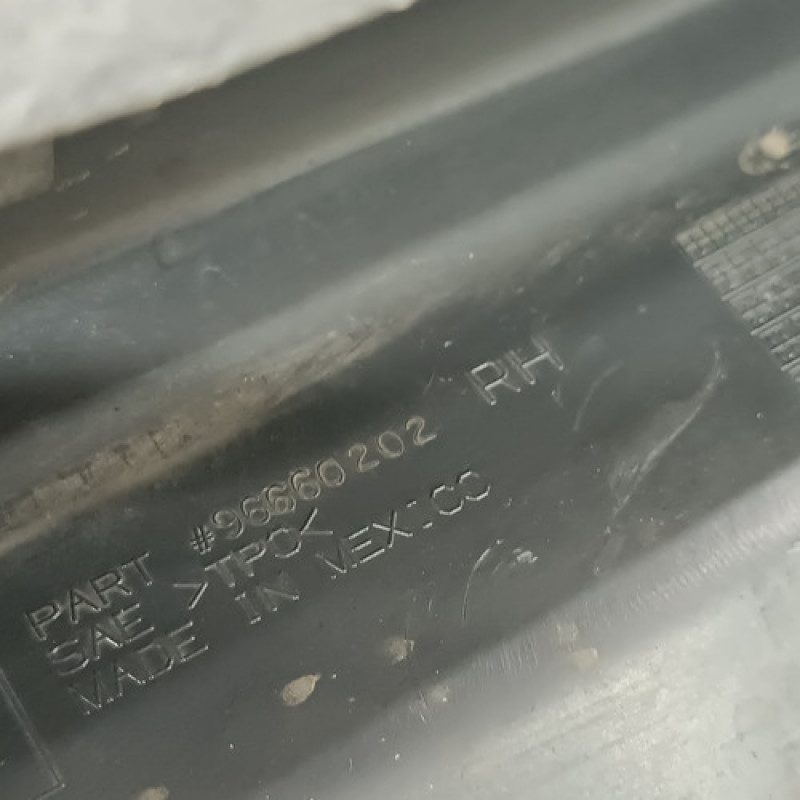 PART #96660202 RH
SAE >TPO<
MADE IN MEXICO